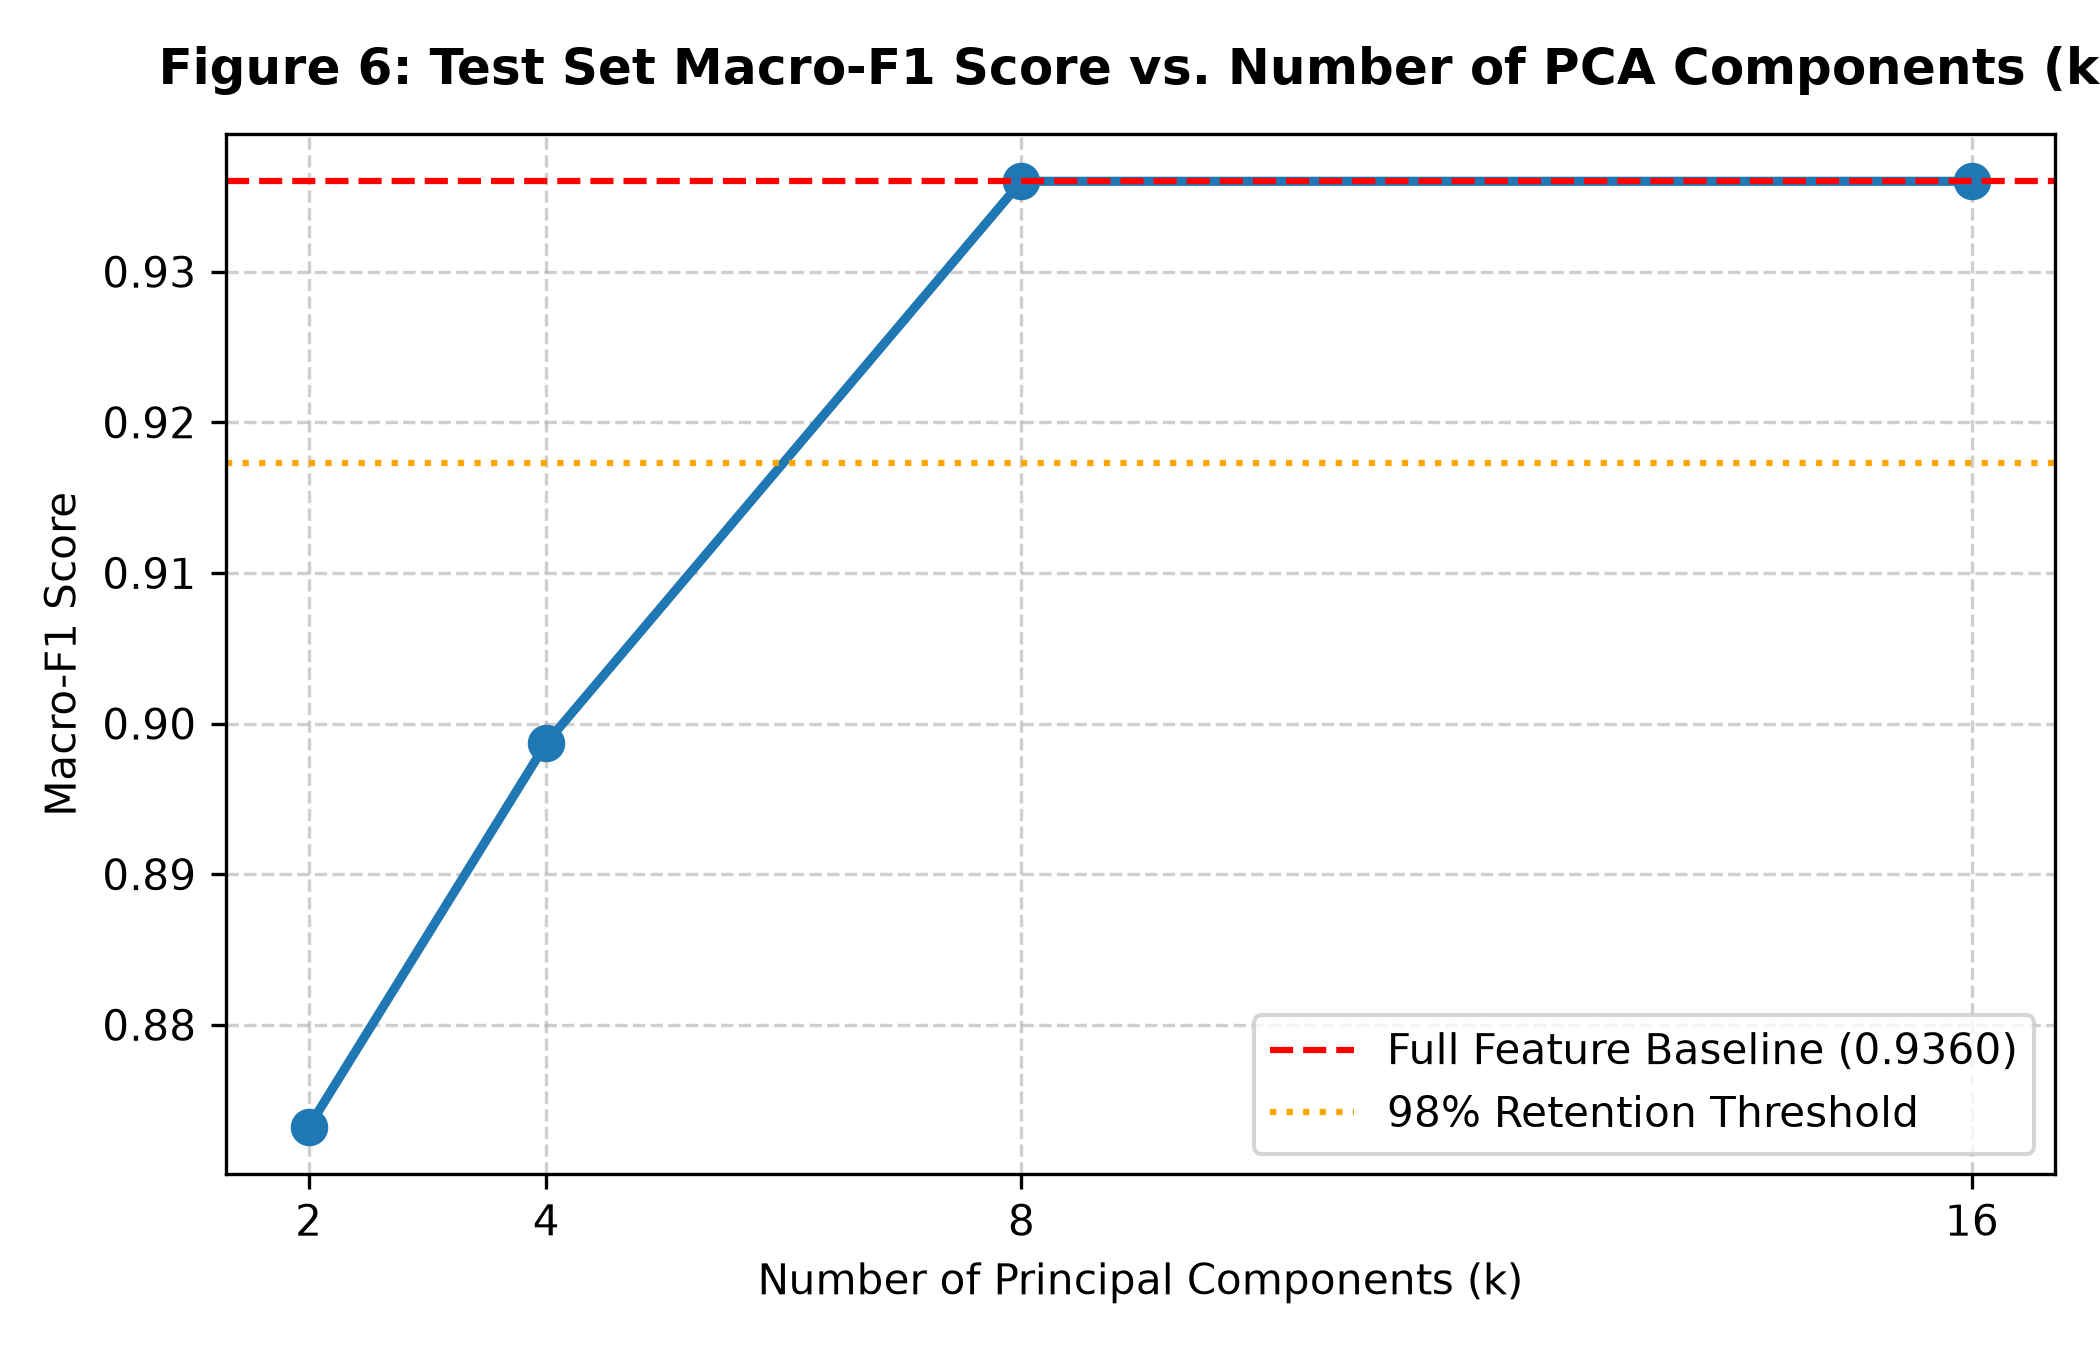 Figure 6: Test Set Macro-F1 Score vs. Number of PCA Components (k
0.93
0.92
0.91
0.90
0.89
0.88
Macro-F1 Score
Full Feature Baseline (0.9360)
98% Retention Threshold
2 4 8 16
Number of Principal Components (k)